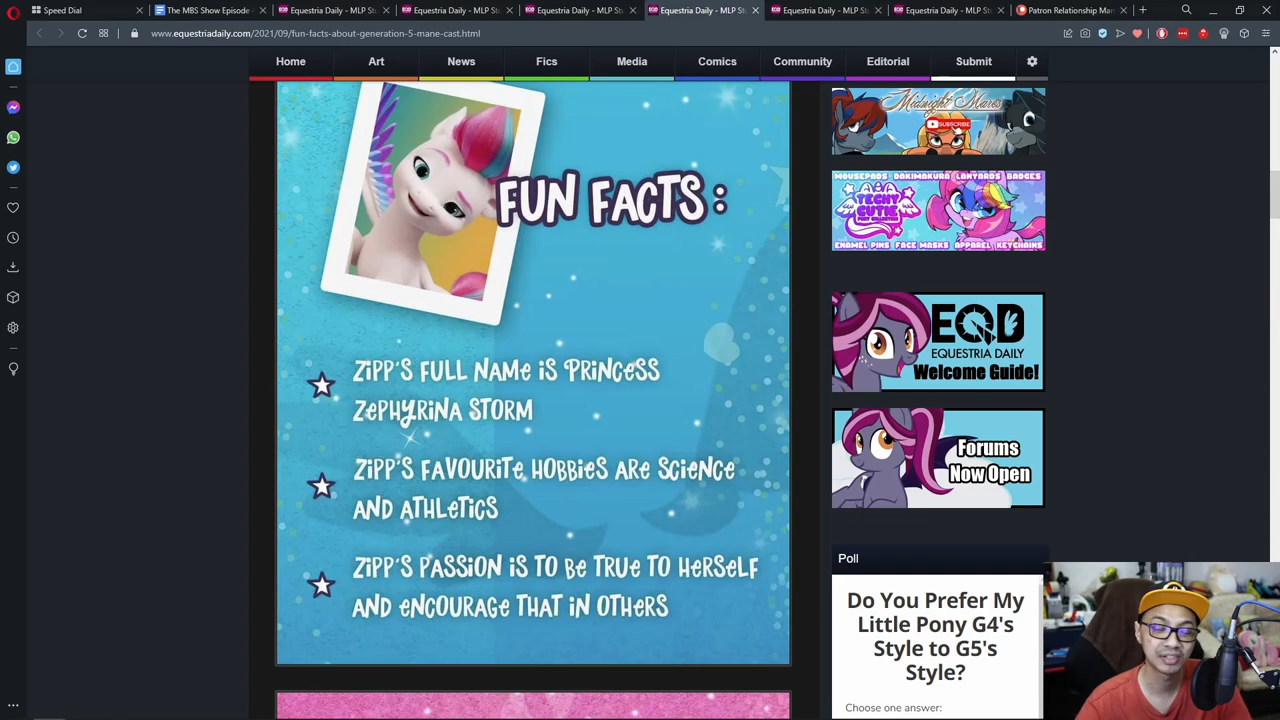 Speed Dial
The MBS Show Episode
Equestria Daily - MLP St
Equestria Daily - MLP St
Equestria Daily - MLP St
Equestria Daily - MLP St
Equestria Daily - MLP St
Equestria Daily - MLP St
Patron Relationship Man
www.equestriadaily.com/2021/09/fun-facts-about-generation-5-mane-cast.html
Home Art News Fics Media Comics Community Editorial Submit
FUN FACTS :
ZIPP'S FULL NAME IS PRINCESS
ZEPHYRINA STORM
ZIPP'S FAVOURITE HOBBIES ARE SCIENCE
AND ATHLETICS
ZIPP'S PASSION IS TO BE TRUE TO HERSELF
AND ENCOURAGE THAT IN OTHERS
Midnight Mares
SUBSCRIBE
MOUSEPADS DAKIMAKURA LANYARDS BADGES
TECHY
CUTIE
ENAMEL PINS FACE MASKS APPAREL KEYCHAINS
EQD
EQUESTRIA DAILY
Welcome Guide!
Forums
Now Open
Poll
Do You Prefer My
Little Pony G4's
Style to G5's
Style?
Choose one answer: